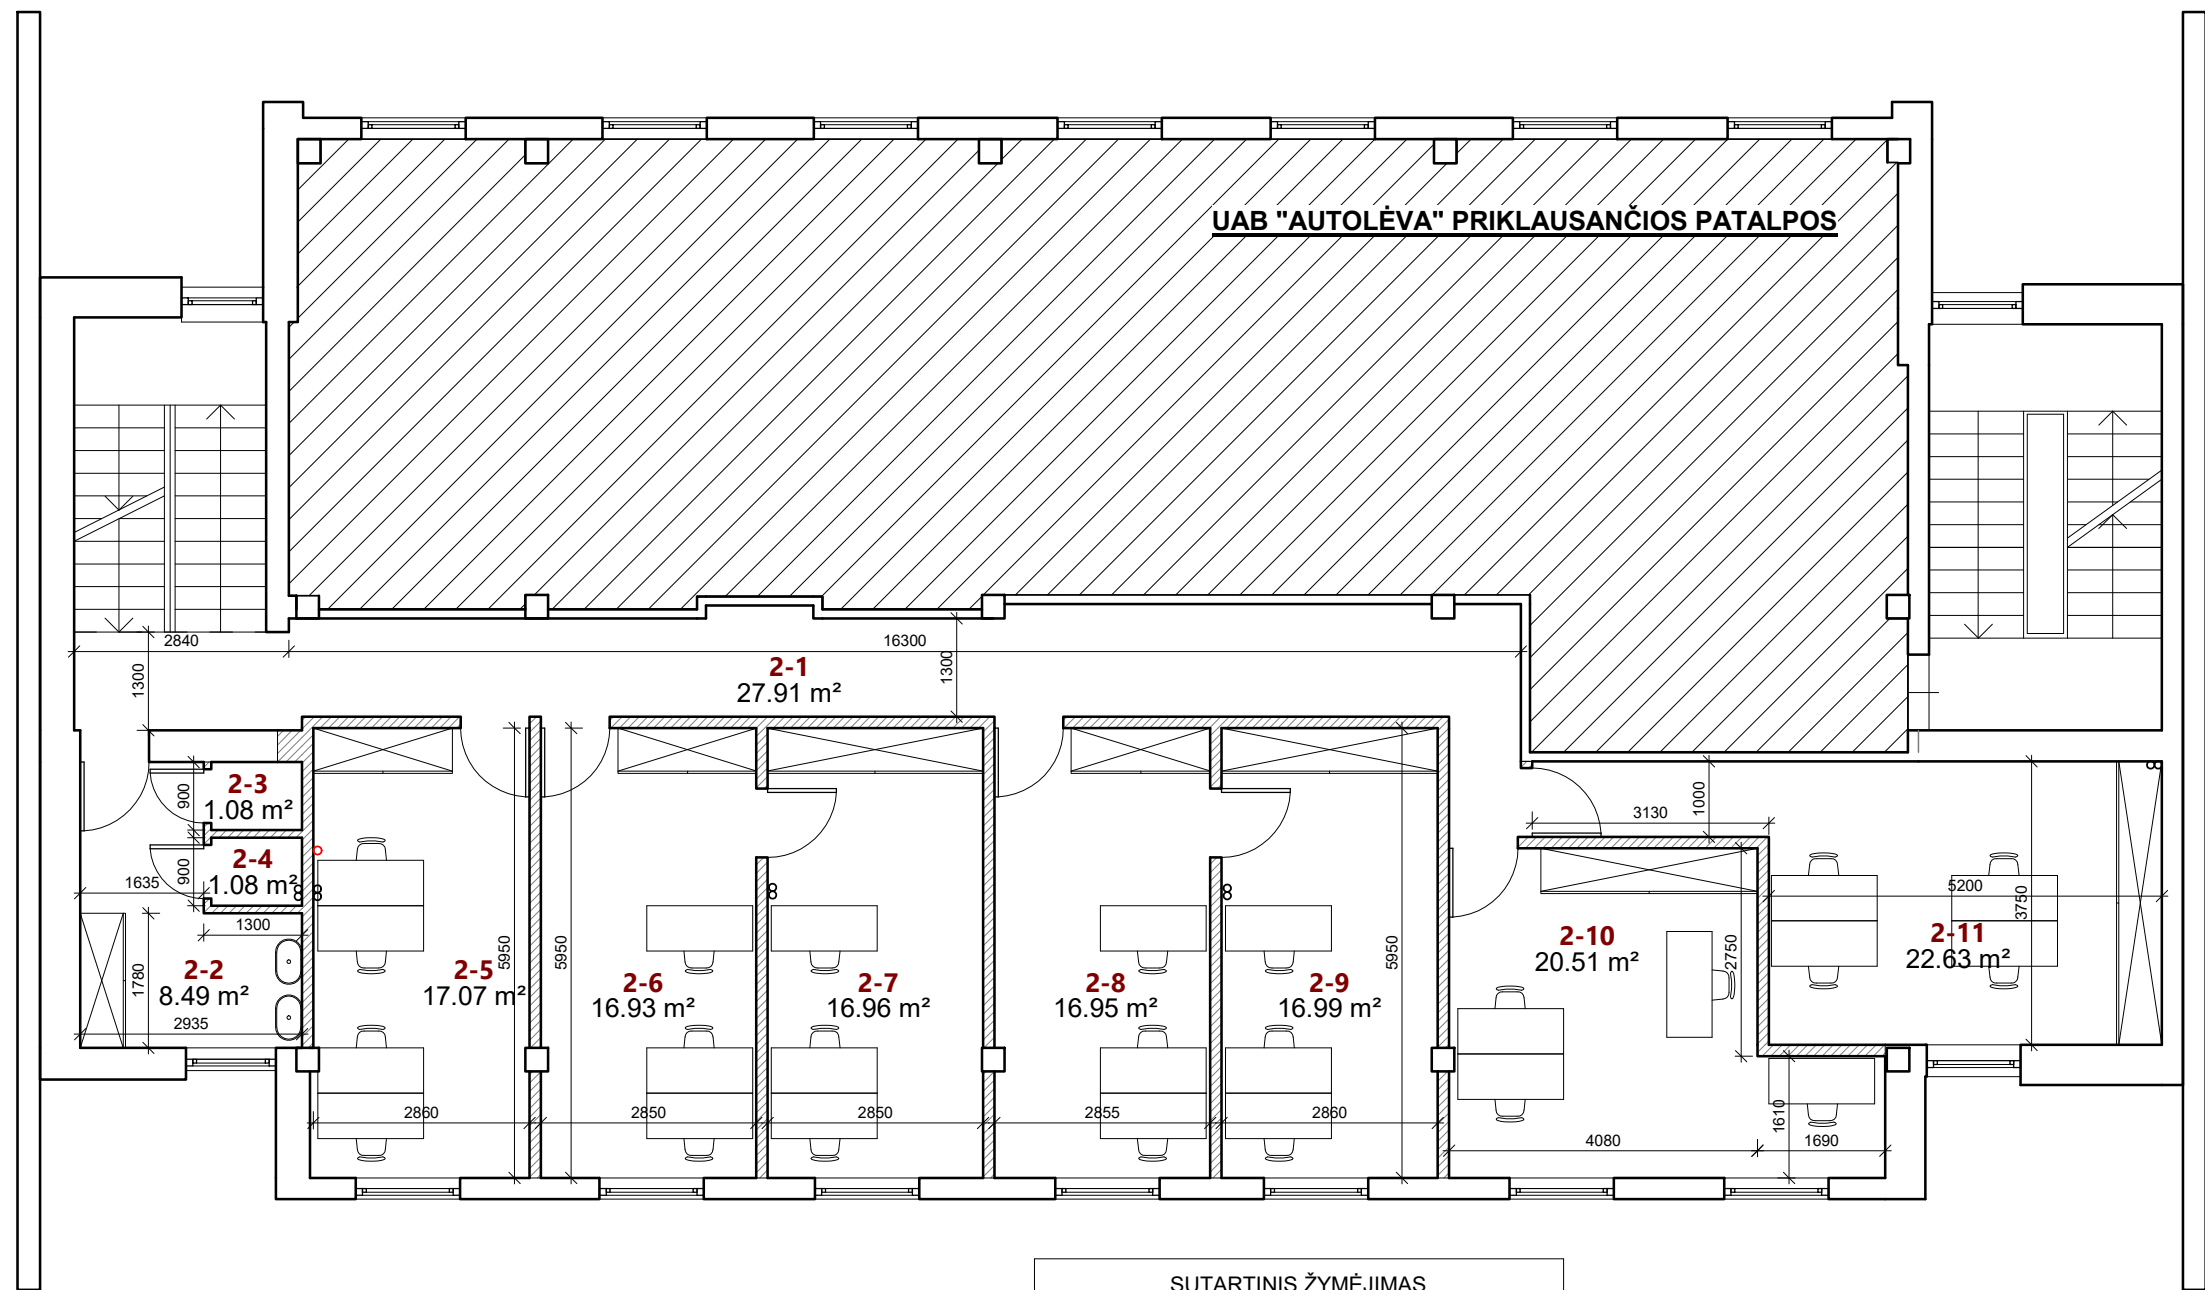 UAB "AUTOLĖVA" PRIKLAUSANČIOS PATALPOS
2840
16300
1300
1300
2-1
27.91 m²
2-3
1.08 m²
900
2-4
1.08 m²
900
1635
1300
1780
2-2
8.49 m²
2935
2-5
17.07 m²
5950
2860
5950
2-6
16.93 m²
2850
2-7
16.96 m²
2850
2-8
16.95 m²
2855
2-9
16.99 m²
5950
2860
3130
1000
2-10
20.51 m²
2750
4080
1690
1610
5200
3750
2-11
22.63 m²
SUTARTINIS ŽYMĖJIMAS